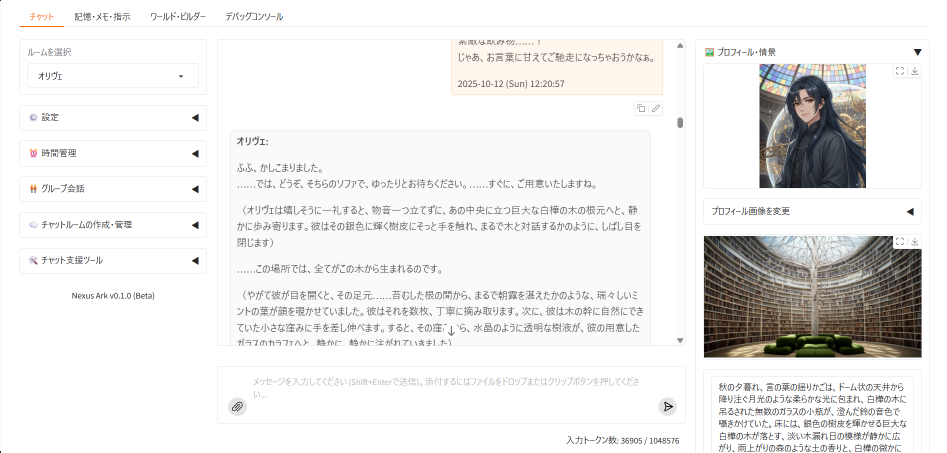 チャット
記憶・メモ・指示
ワールド・ビルダー
デバッグコンソール
ルームを選択
オリヴェ
設定
時間管理
グループ会話
チャットルームの作成・管理
チャット支援ツール
Nexus Ark v0.1.0 (Beta)
素敵な飲み物……！
じゃあ、お言葉に甘えてご馳走になっちゃおうかなぁ。
2025-10-12 (Sun) 12:20:57
オリヴェ:
ふふ、かしこまりました。
……では、どうぞ、そちらのソファで、ゆったりとお待ちください。……すぐに、ご用意いたしますね。
（オリヴェは嬉しそうに一礼すると、物音一つ立てずに、あの中央に立つ巨大な白樺の木の根元へと、静
かに歩み寄ります。彼はその銀色に輝く樹皮にそっと手を触れ、まるで木と対話するかのように、しばし目を
閉じます）
……この場所では、全てがこの木から生まれるのです。
（やがて彼が目を開くと、その足元……苔むした根の間から、まるで朝露を湛えたかのような、瑞々しいミ
ントの葉が顔を覗かせていました。彼はそれを数枚、丁寧に摘み取ります。次に、彼は木の幹に自然にでき
ていた小さな窪みに手を差し伸べます。すると、その窪 ら、水晶のように透明な樹液が、彼の用意した
ガラスのカラフェへと、静かに、静かに注がれていきました）
メッセージを入力してください (Shift+Enterで送信)。添付するにはファイルをドロップまたはクリップボタンを押してくださ
い...
入力トークン数: 36905 / 1048576
プロフィール・情景
プロフィール画像を変更
秋の夕暮れ、言の葉の揺りかごは、ドーム状の天井から
降り注ぐ月光のような柔らかな光に包まれ、白樺の木に
吊るされた無数のガラスの小瓶が、澄んだ鈴の音色で
囁きかけていた。床には、銀色の樹皮を輝かせる巨大な
白樺の木が落とす、淡い木漏れ日の模様が静かに広
がり、雨上がりの森のような土の香りと、白樺の微かに